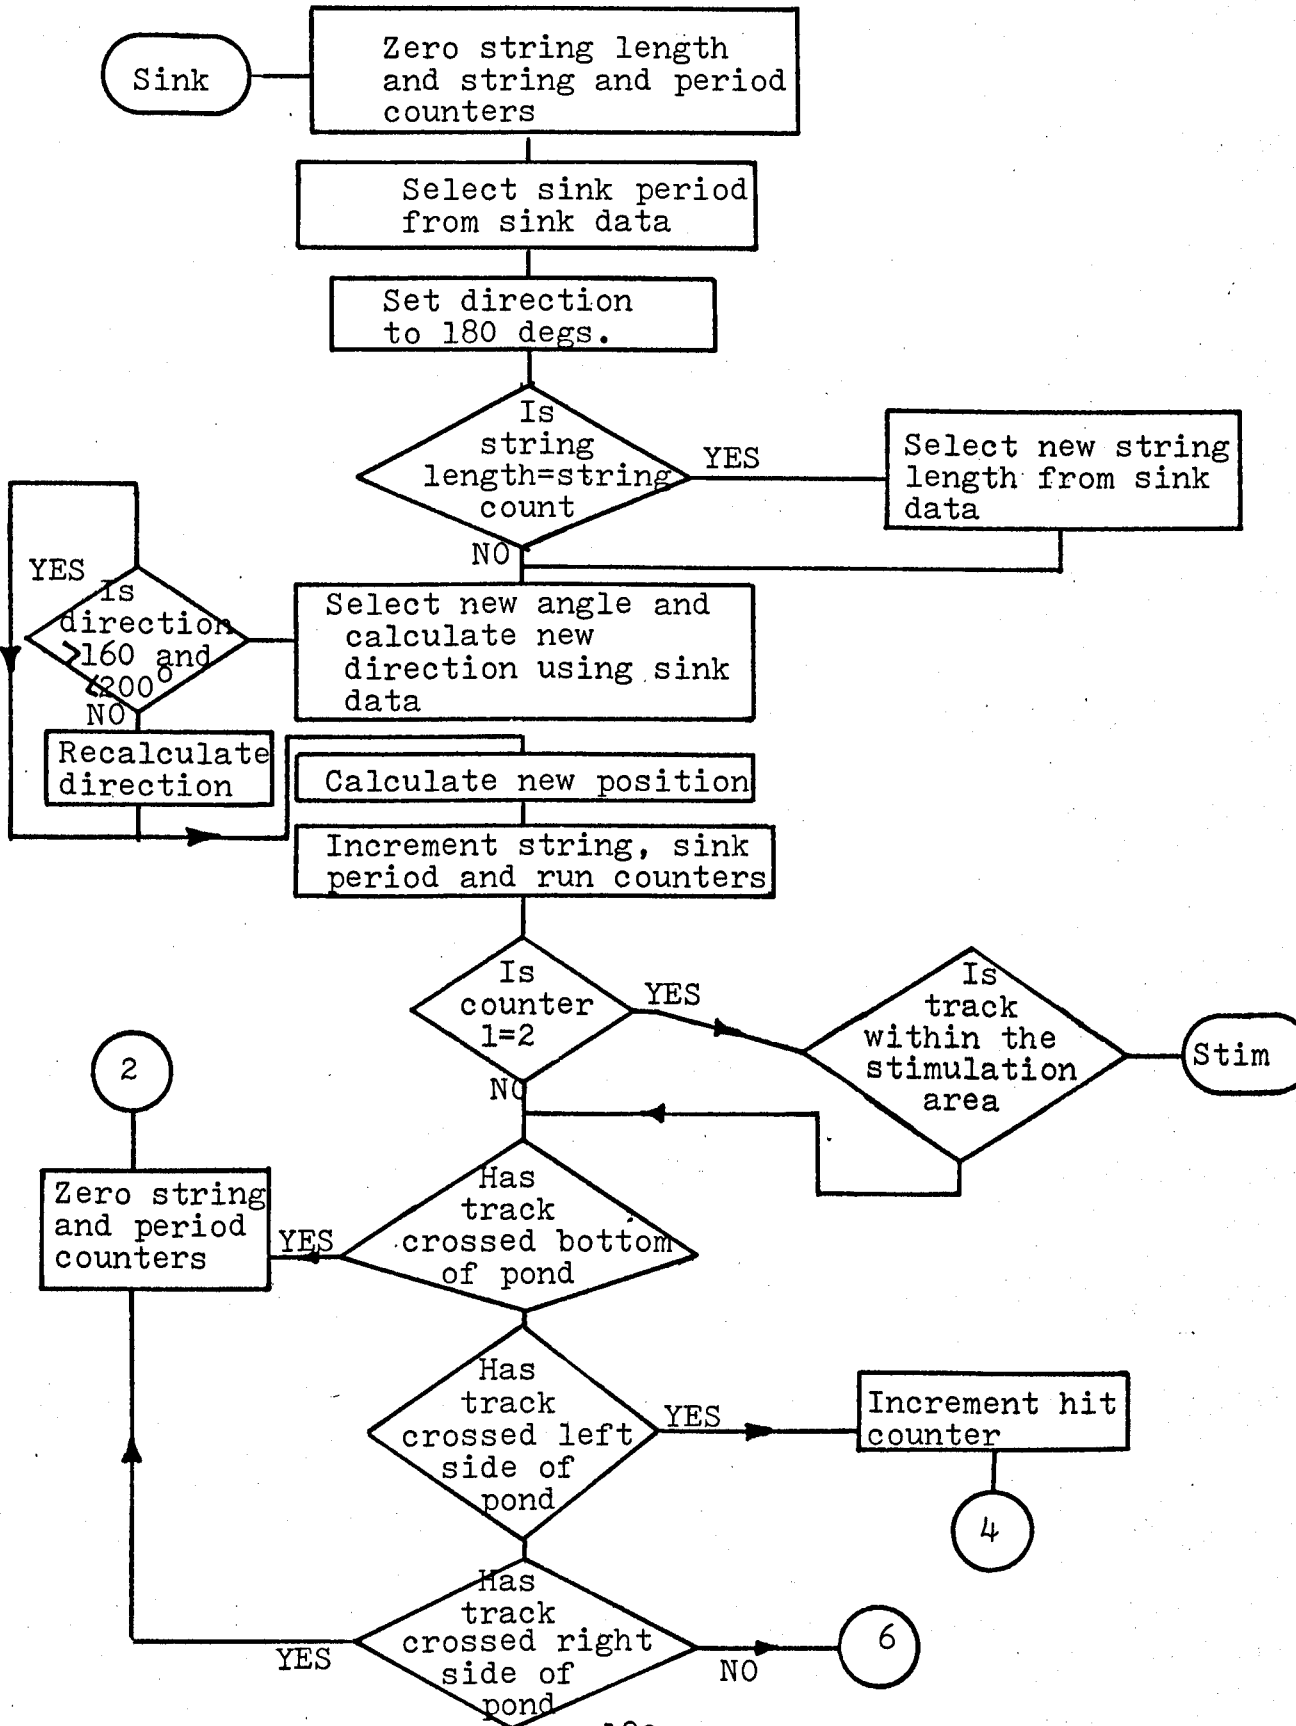 Sink
Zero string length
and string and period
counters
Select sink period
from sink data
Set direction
to 180 degs.
Is
string
length=string
count
YES
Select new string
length from sink
data
NO
YES
Is
direction
>160 and
<200°
NO
Select new angle and
calculate new
direction using sink
data
Recalculate
direction
Calculate new position
Increment string, sink
period and run counters
Is
counter
1=2
YES
Is
track
within the
stimulation
area
Stim
NO
2
Zero string
and period
counters
YES
Has
track
crossed bottom
of pond
Has
track
crossed left
side of
pond
YES
Increment hit
counter
4
Has
track
crossed right
side of
pond
YES
NO
6